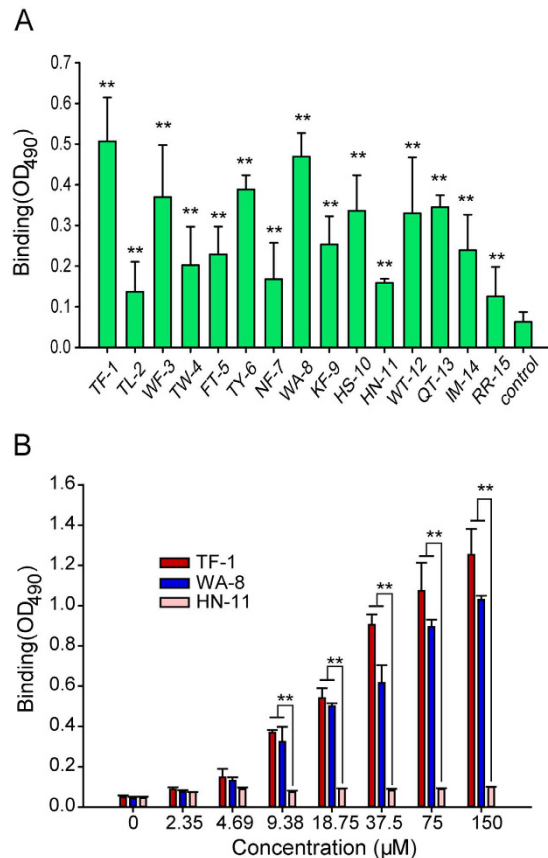 A
Binding(OD490)
0.7
0.6
0.5
0.4
0.3
0.2
0.1
0.0
** ** ** ** ** ** ** ** ** ** ** ** ** ** **
TF-1 TL-2 WF-3 TW-4 FT-5 TY-6 NF-7 WA-8 KF-9 HS-10 HN-11 WT-12 QT-13 IM-14 RR-15 control
B
Binding(OD490)
1.6
1.4
1.2
1.0
0.8
0.6
0.4
0.2
0.0
TF-1
WA-8
HN-11
** ** ** ** **
0 2.35 4.69 9.38 18.75 37.5 75 150
Concentration (μM)